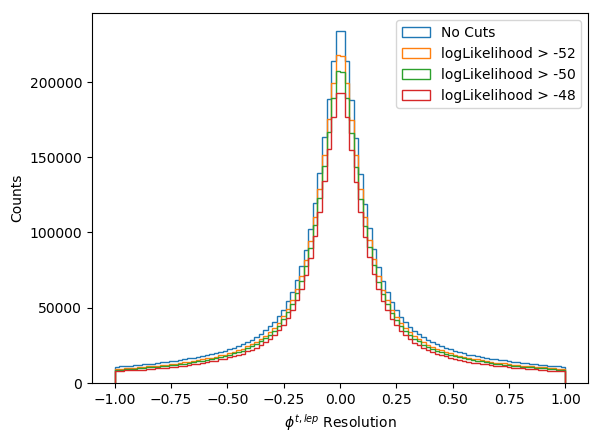 No Cuts
logLikelihood > -52
logLikelihood > -50
logLikelihood > -48
200000
150000
100000
50000
0
Counts
−1.00 −0.75 −0.50 −0.25 0.00 0.25 0.50 0.75 1.00
ϕ^{t, lep} Resolution